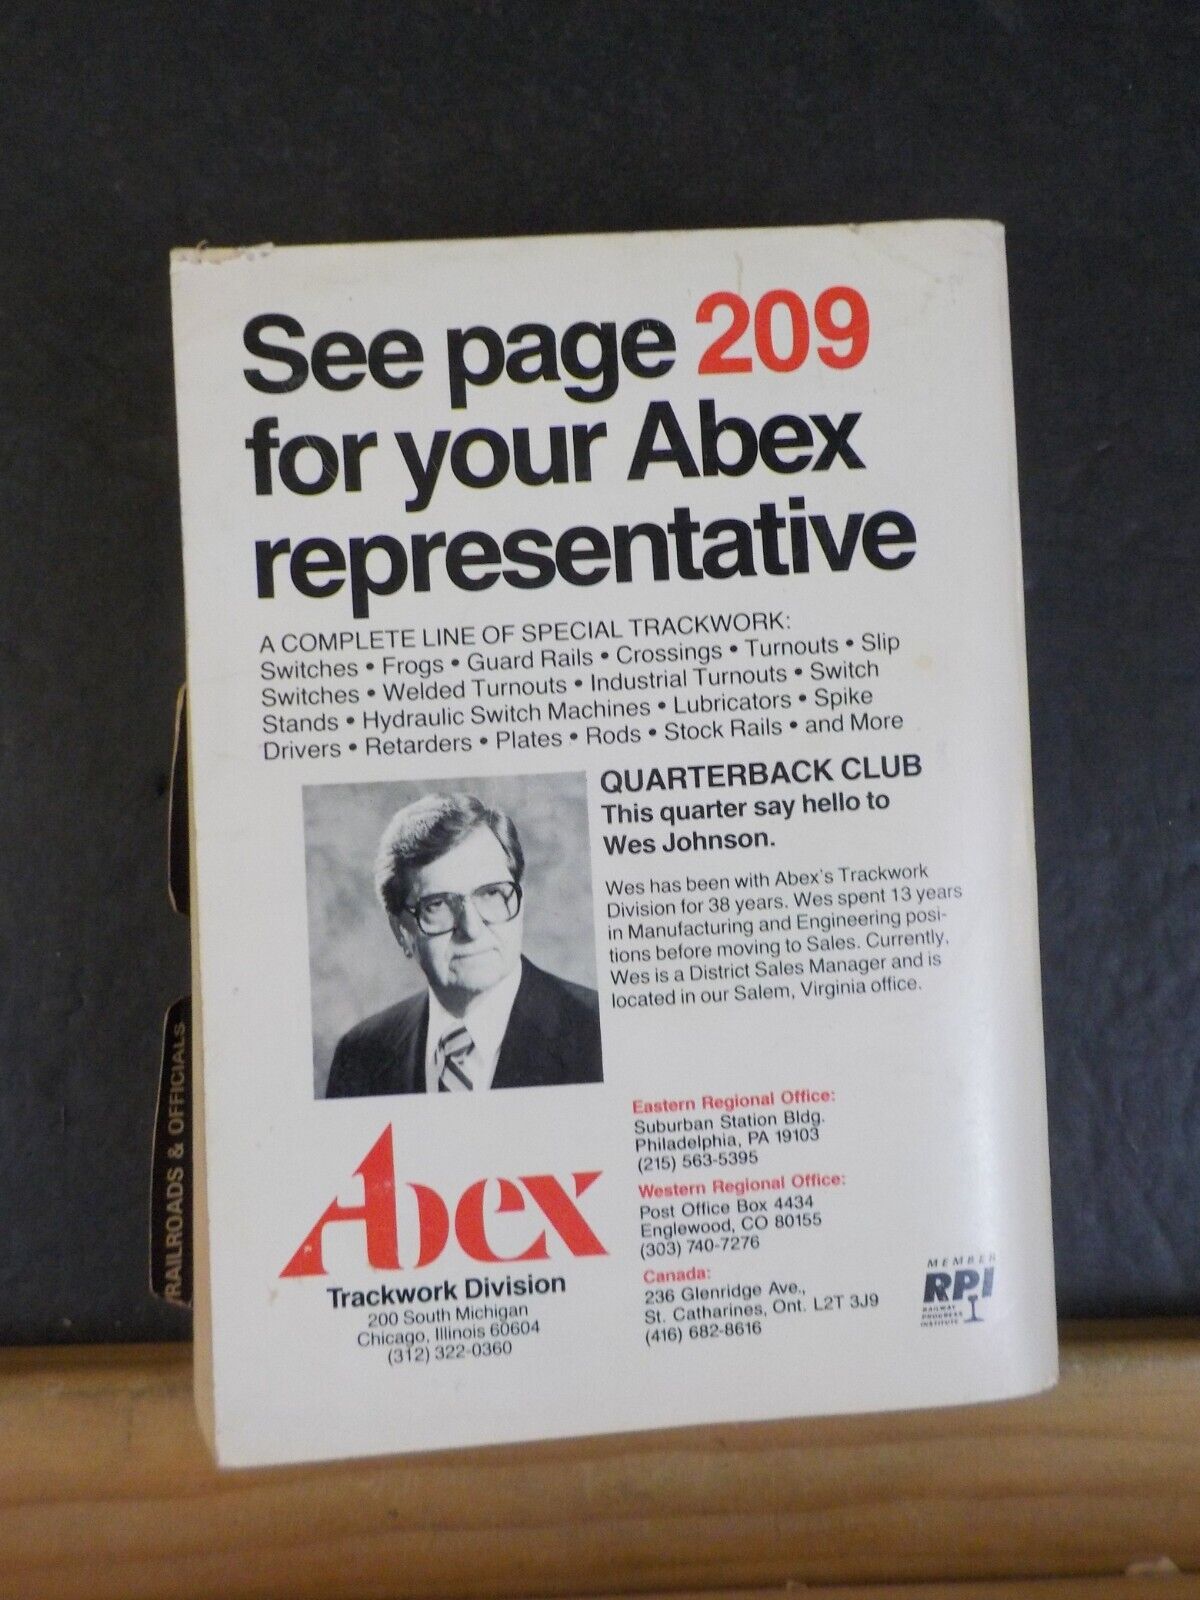 See page 209
for your Abex
representative
A COMPLETE LINE OF SPECIAL TRACKWORK:
Switches • Frogs • Guard Rails • Crossings • Turnouts • Slip
Switches • Welded Turnouts • Industrial Turnouts • Switch
Stands • Hydraulic Switch Machines • Lubricators • Spike
Drivers • Retarders • Plates • Rods • Stock Rails • and More
QUARTERBACK CLUB
This quarter say hello to
Wes Johnson.
Wes has been with Abex's Trackwork
Division for 38 years. Wes spent 13 years
in Manufacturing and Engineering posi-
tions before moving to Sales. Currently,
Wes is a District Sales Manager and is
located in our Salem, Virginia office.
Abex
Trackwork Division
200 South Michigan
Chicago, Illinois 60604
(312) 322-0360
Eastern Regional Office:
Suburban Station Bldg.
Philadelphia, PA 19103
(215) 563-5395
Western Regional Office:
Post Office Box 4434
Englewood, CO 80155
(303) 740-7276
Canada:
236 Glenridge Ave.,
St. Catharines, Ont. L2T 3J9
(416) 682-8616
MEMBER
RPI
RAILWAY
PROGRESS
INSTITUTE
RAILROADS & OFFICIALS